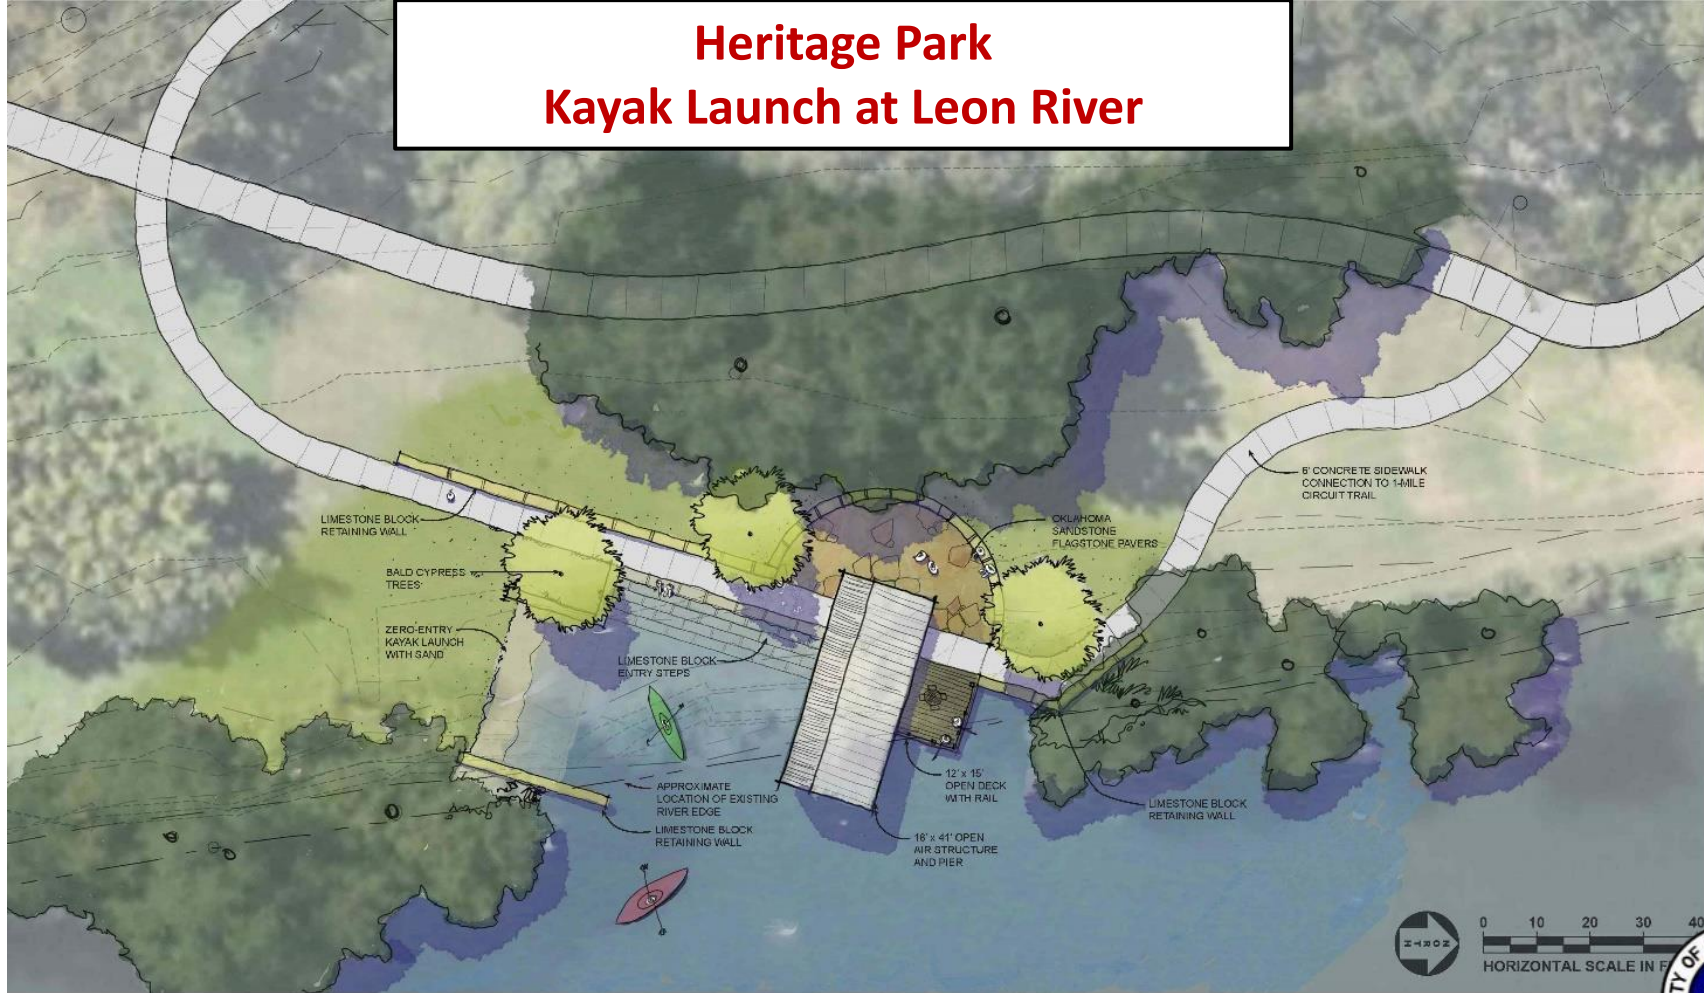 Heritage Park
Kayak Launch at Leon River
6' CONCRETE SIDEWALK
CONNECTION TO 1-MILE
CIRCUIT TRAIL
LIMESTONE BLOCK
RETAINING WALL
OKLAHOMA
SANDSTONE
FLAGSTONE PAVERS
BALD CYPRESS
TREES
ZERO-ENTRY
KAYAK LAUNCH
WITH SAND
LIMESTONE BLOCK
ENTRY STEPS
12' x 15'
OPEN DECK
WITH RAIL
APPROXIMATE
LOCATION OF EXISTING
RIVER EDGE
LIMESTONE BLOCK
RETAINING WALL
LIMESTONE BLOCK
RETAINING WALL
16' x 41' OPEN
AIR STRUCTURE
AND PIER
NORTH
0 10 20 30 40
HORIZONTAL SCALE IN
OF